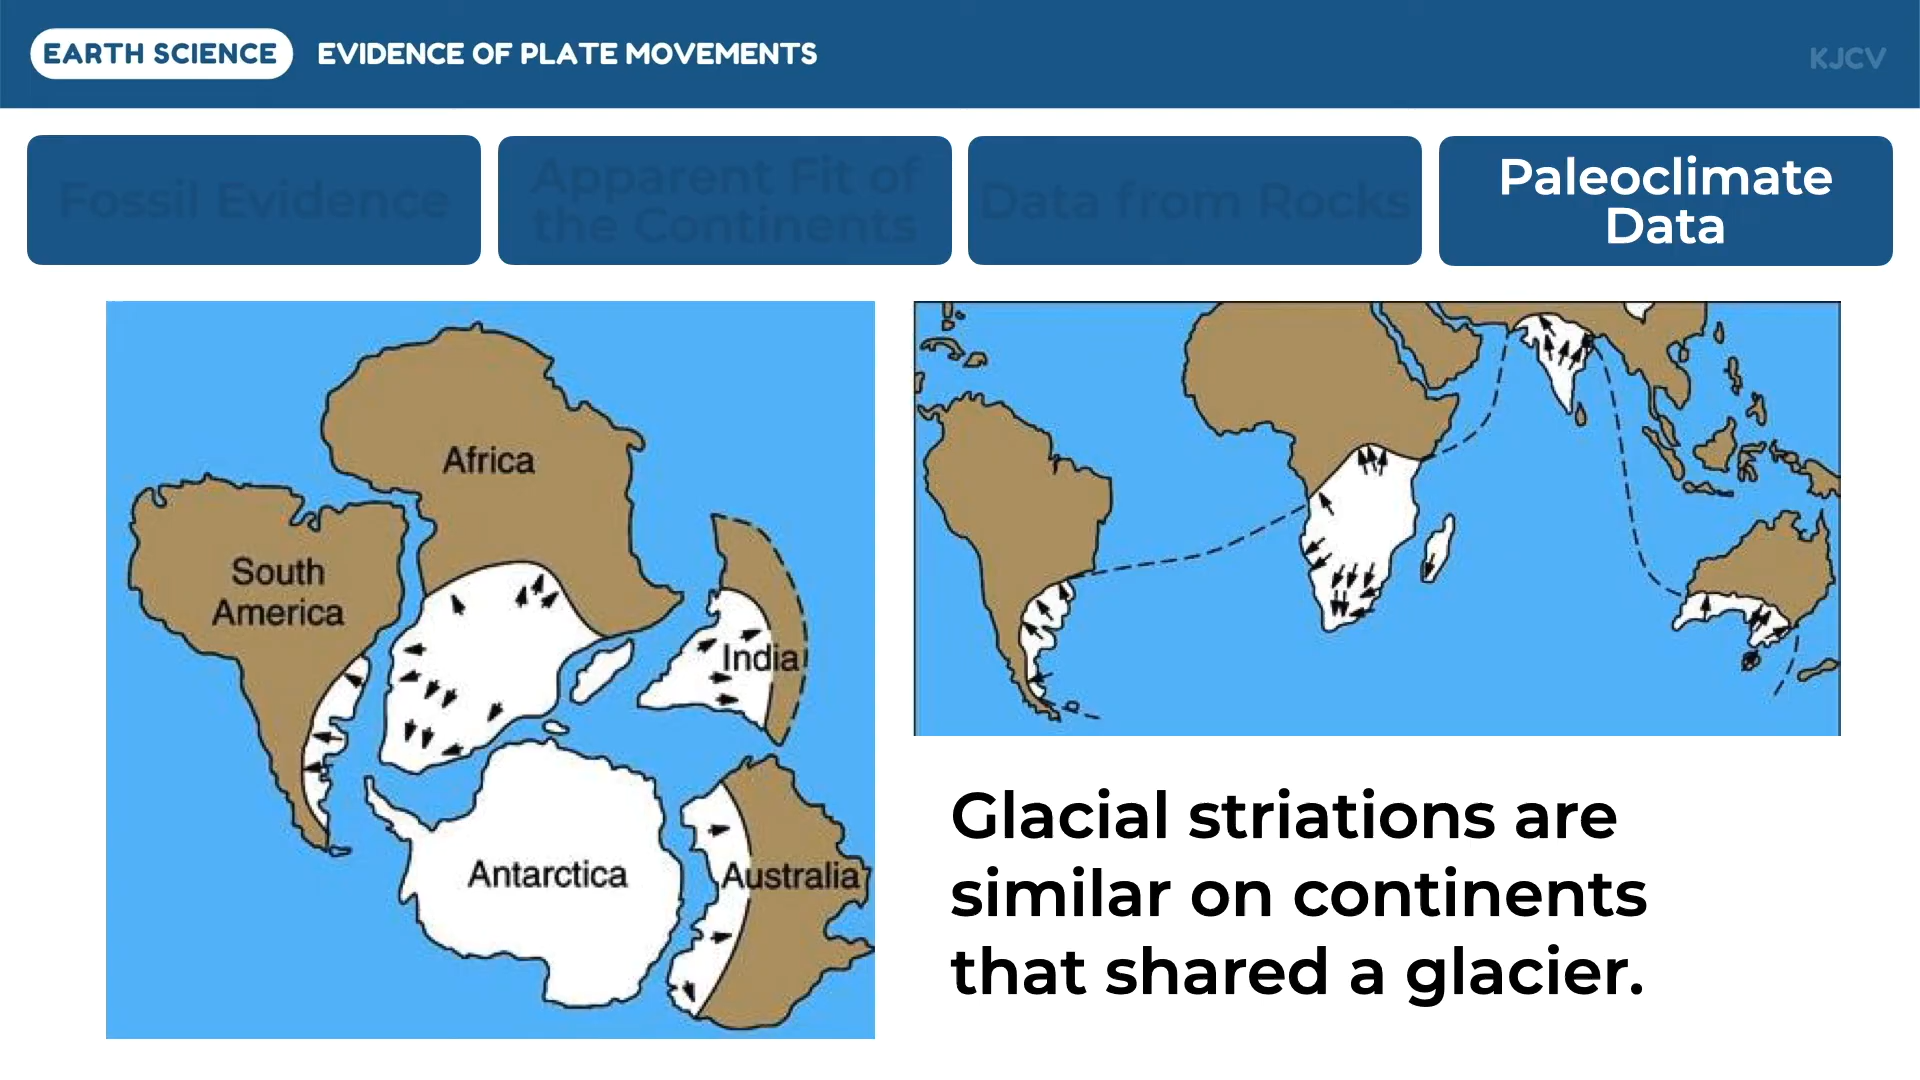 EARTH SCIENCE
EVIDENCE OF PLATE MOVEMENTS
KJCV
Fossil Evidence
Apparent Fit of
the Continents
Data from Rocks
Paleoclimate
Data
Africa
South
America
India
Antarctica
Australia
Glacial striations are
similar on continents
that shared a glacier.